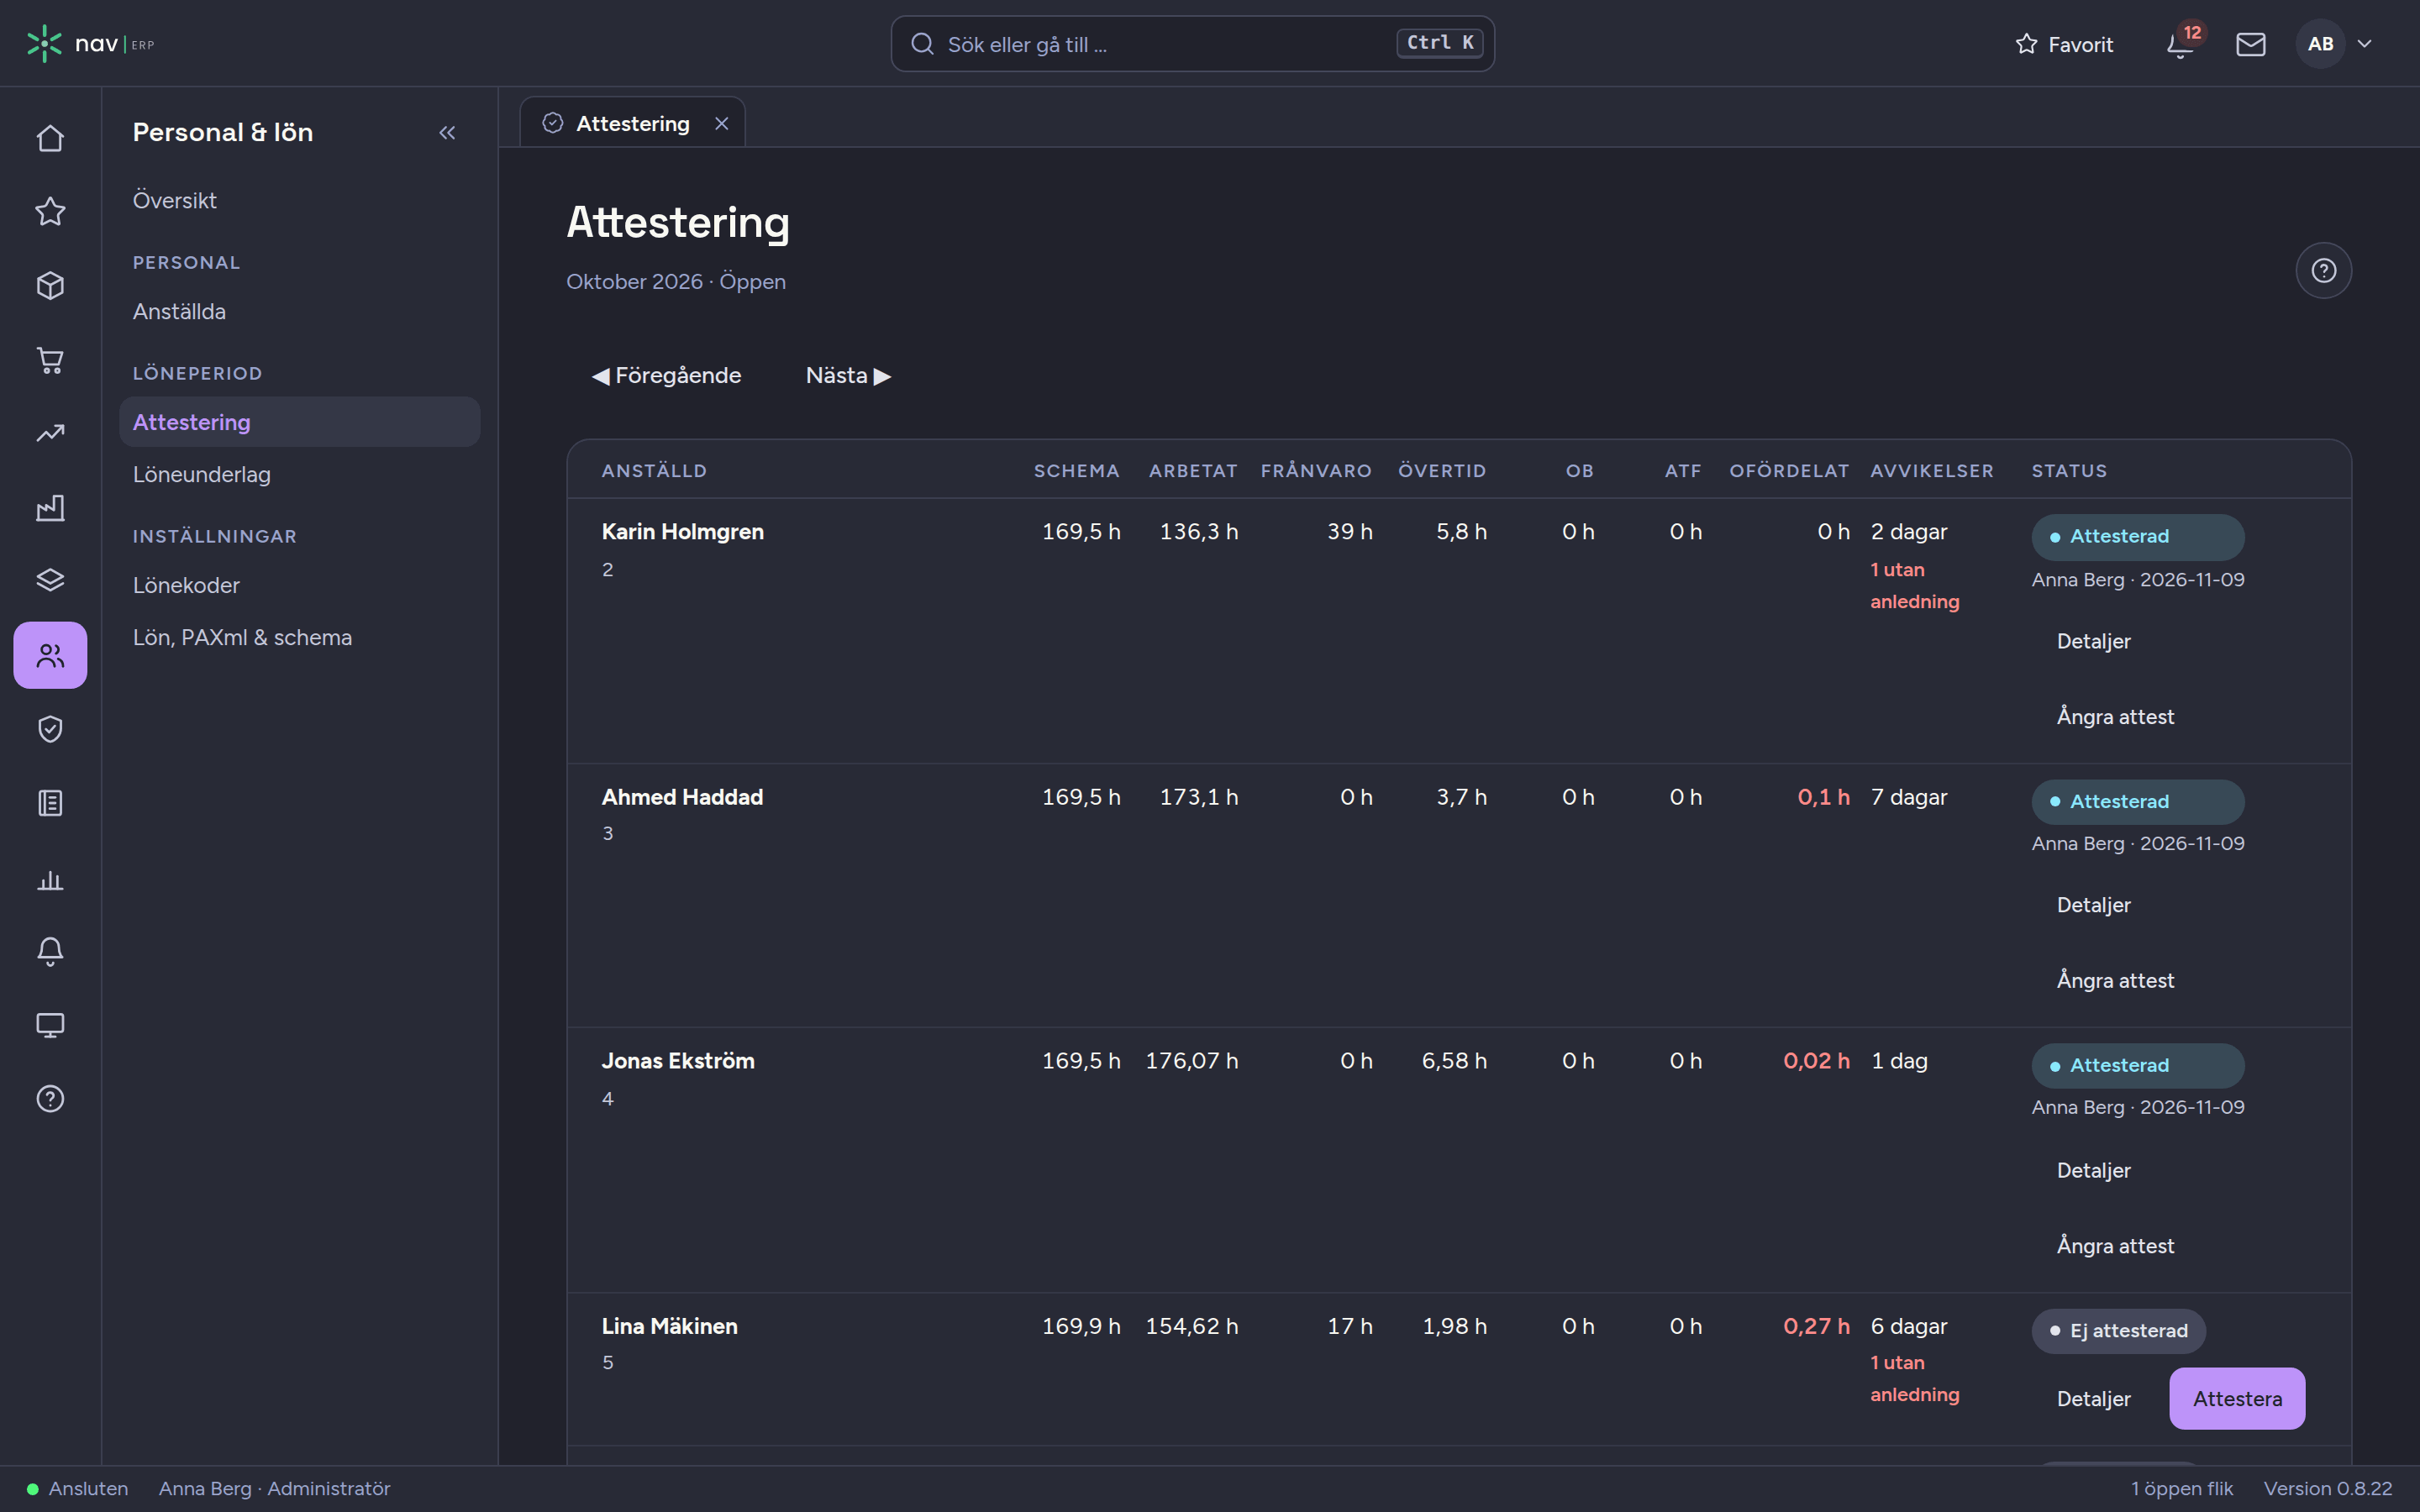 nav | ERP
Sök eller gå till ...
Ctrl K
Favorit
12
AB
Personal & lön
Översikt
PERSONAL
Anställda
LÖNEPERIOD
Attestering
Löneunderlag
INSTÄLLNINGAR
Lönekoder
Lön, PAXml & schema
Attestering
Attestering
Oktober 2026 · Öppen
◀ Föregående Nästa ▶
ANSTÄLLD SCHEMA ARBETAT FRÅNVARO ÖVERTID OB ATF OFÖRDELAT AVVIKELSER STATUS
Karin Holmgren 169,5 h 136,3 h 39 h 5,8 h 0 h 0 h 0 h 2 dagar Attesterad
2 1 utan Anna Berg · 2026-11-09
anledning
Detaljer
Ångra attest
Ahmed Haddad 169,5 h 173,1 h 0 h 3,7 h 0 h 0 h 0,1 h 7 dagar Attesterad
3 Anna Berg · 2026-11-09
Detaljer
Ångra attest
Jonas Ekström 169,5 h 176,07 h 0 h 6,58 h 0 h 0 h 0,02 h 1 dag Attesterad
4 Anna Berg · 2026-11-09
Detaljer
Ångra attest
Lina Mäkinen 169,9 h 154,62 h 17 h 1,98 h 0 h 0 h 0,27 h 6 dagar Ej attesterad
5 1 utan
anledning Detaljer Attestera
Ansluten Anna Berg · Administratör 1 öppen flik Version 0.8.22